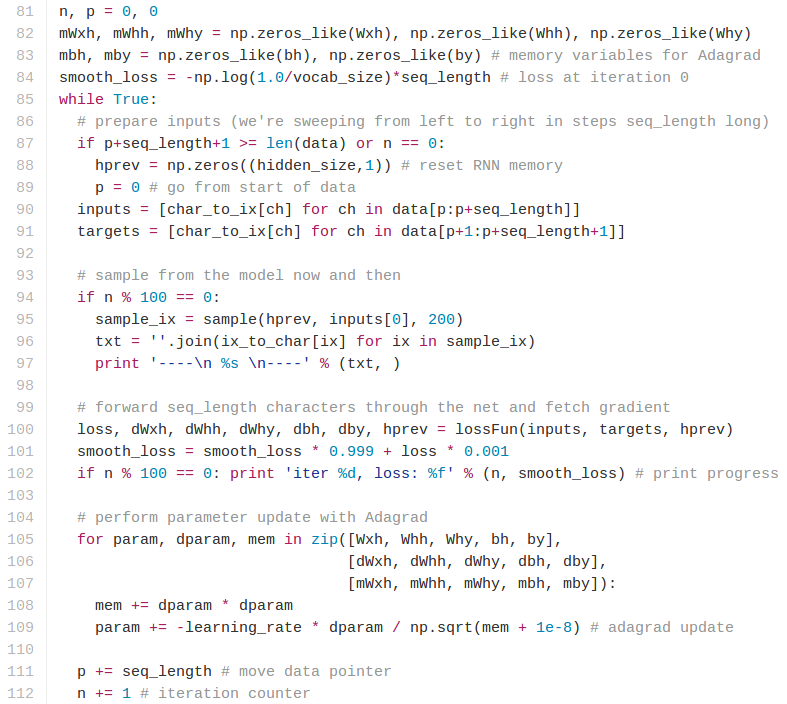 81 n, p = 0, 0
82 mWxh, mWhh, mWhy = np.zeros_like(Wxh), np.zeros_like(Whh), np.zeros_like(Why)
83 mbh, mby = np.zeros_like(bh), np.zeros_like(by) # memory variables for Adagrad
84 smooth_loss = -np.log(1.0/vocab_size)*seq_length # loss at iteration 0
85 while True:
86   # prepare inputs (we're sweeping from left to right in steps seq_length long)
87   if p+seq_length+1 >= len(data) or n == 0:
88     hprev = np.zeros((hidden_size,1)) # reset RNN memory
89     p = 0 # go from start of data
90   inputs = [char_to_ix[ch] for ch in data[p:p+seq_length]]
91   targets = [char_to_ix[ch] for ch in data[p+1:p+seq_length+1]]
92
93   # sample from the model now and then
94   if n % 100 == 0:
95     sample_ix = sample(hprev, inputs[0], 200)
96     txt = ''.join(ix_to_char[ix] for ix in sample_ix)
97     print '----\n %s \n----' % (txt, )
98
99   # forward seq_length characters through the net and fetch gradient
100   loss, dWxh, dWhh, dWhy, dbh, dby, hprev = lossFun(inputs, targets, hprev)
101   smooth_loss = smooth_loss * 0.999 + loss * 0.001
102   if n % 100 == 0: print 'iter %d, loss: %f' % (n, smooth_loss) # print progress
103
104   # perform parameter update with Adagrad
105   for param, dparam, mem in zip([Wxh, Whh, Why, bh, by],
106                                 [dWxh, dWhh, dWhy, dbh, dby],
107                                 [mWxh, mWhh, mWhy, mbh, mby]):
108     mem += dparam * dparam
109     param += -learning_rate * dparam / np.sqrt(mem + 1e-8) # adagrad update
110
111   p += seq_length # move data pointer
112   n += 1 # iteration counter